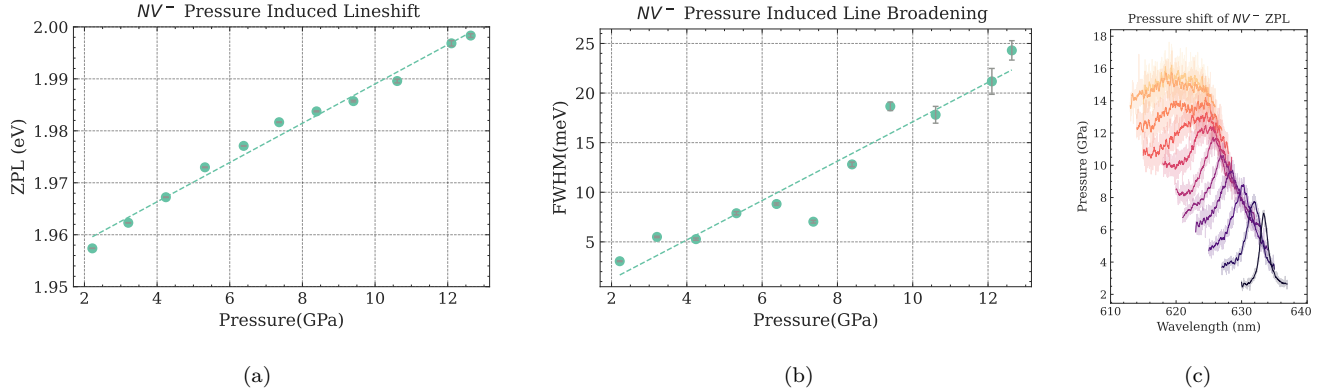 NV⁻ Pressure Induced Lineshift
2.00
1.99
1.98
1.97
1.96
1.95
ZPL (eV)
2 4 6 8 10 12
Pressure(GPa)
(a)
NV⁻ Pressure Induced Line Broadening
25
20
15
10
5
FWHM(meV)
2 4 6 8 10 12
Pressure(GPa)
(b)
Pressure shift of NV⁻ ZPL
18
16
14
12
10
8
6
4
2
Pressure (GPa)
610 620 630 640
Wavelength (nm)
(c)